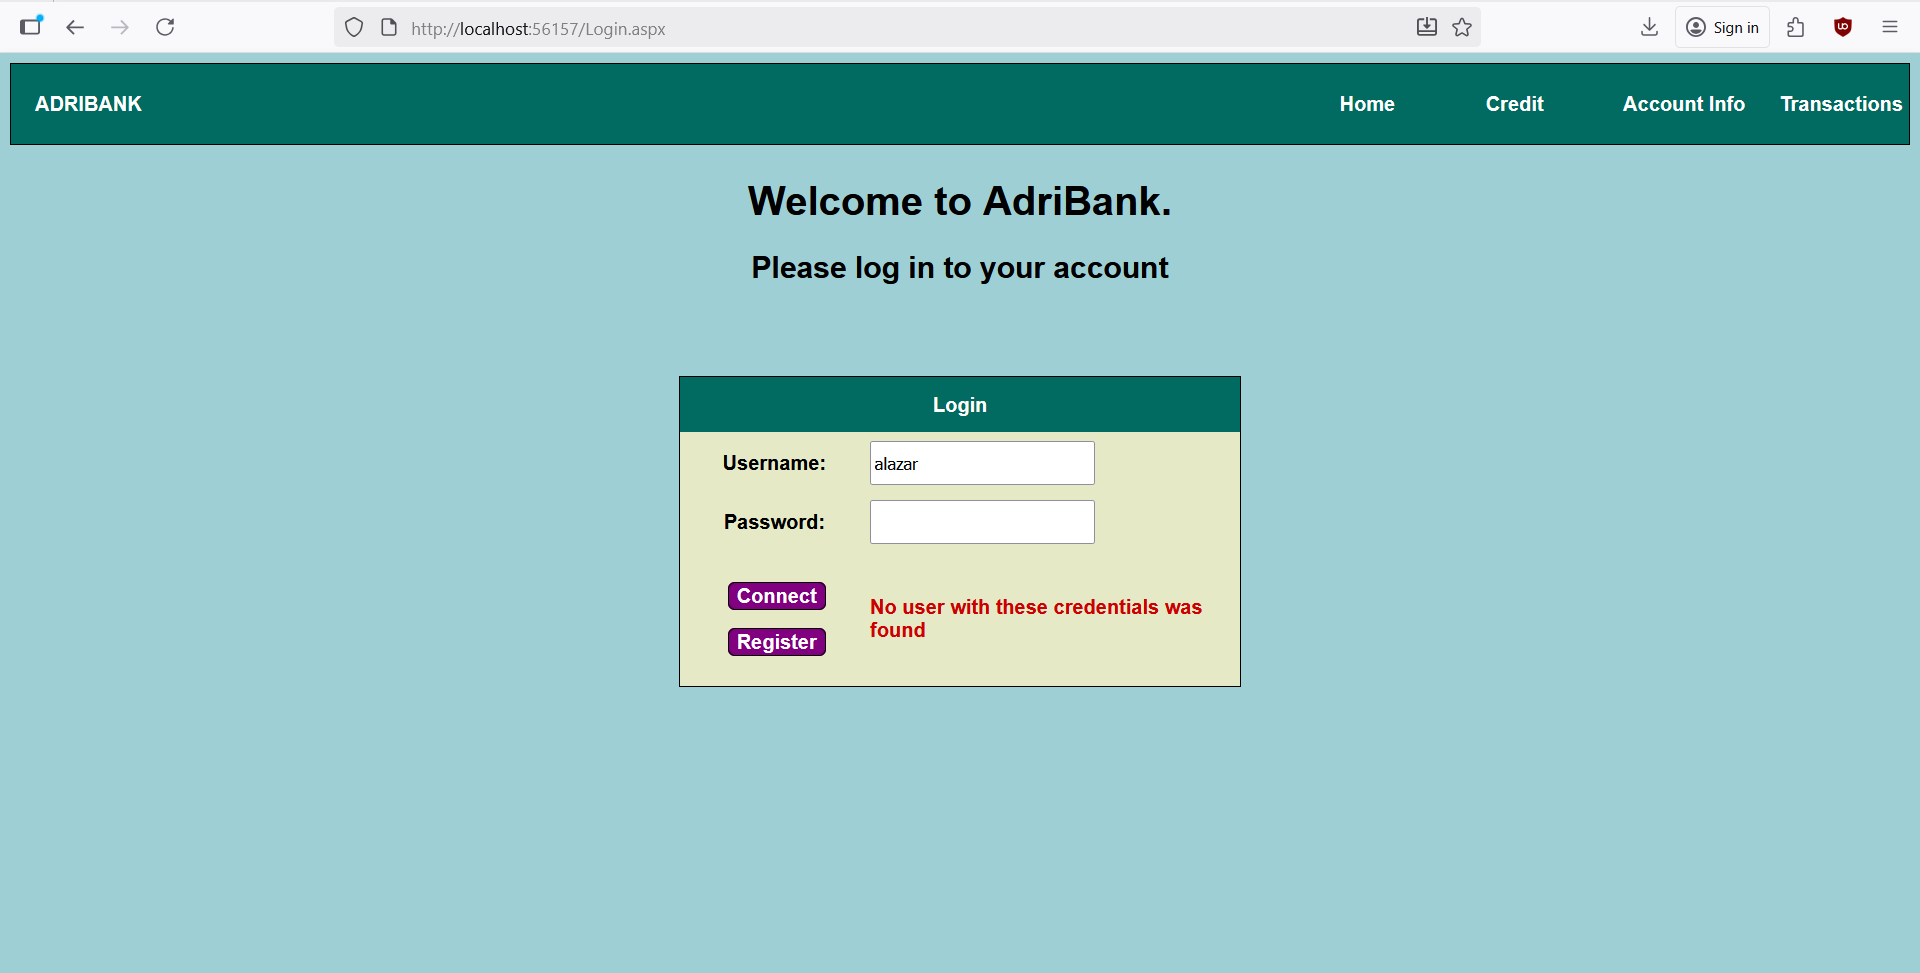 http://localhost:56157/Login.aspx
Sign in
ADRIBANK
Home
Credit
Account Info
Transactions
Welcome to AdriBank.
Please log in to your account
Login
Username:
alazar
Password:
Connect
No user with these credentials was
found
Register